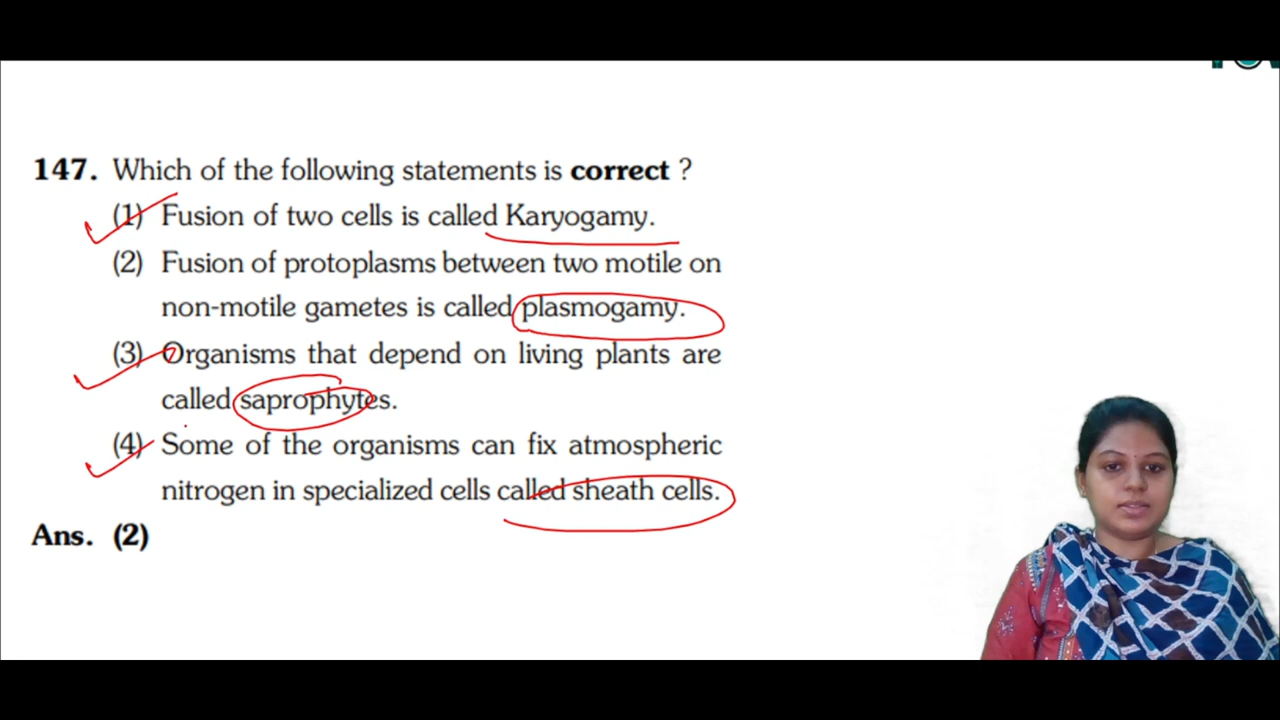 147. Which of the following statements is correct ?
(1) Fusion of two cells is called Karyogamy.
(2) Fusion of protoplasms between two motile on
non-motile gametes is called plasmogamy.
(3) Organisms that depend on living plants are
called saprophytes.
(4) Some of the organisms can fix atmospheric
nitrogen in specialized cells called sheath cells.
Ans. (2)